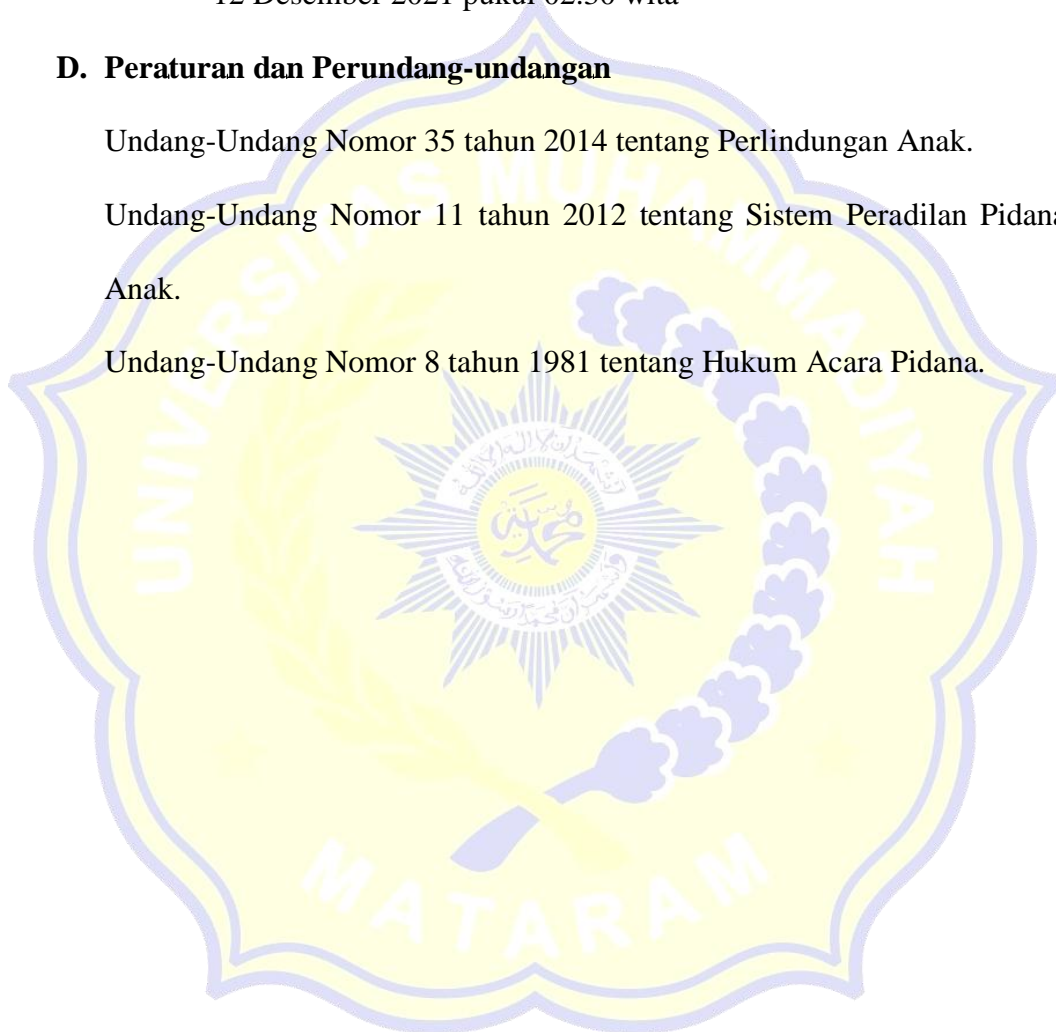 12 Desember 2021 pukul 02.30 wita
D. Peraturan dan Perundang-undangan
Undang-Undang Nomor 35 tahun 2014 tentang Perlindungan Anak.
Undang-Undang Nomor 11 tahun 2012 tentang Sistem Peradilan Pidana
Anak.
Undang-Undang Nomor 8 tahun 1981 tentang Hukum Acara Pidana.
UNIVERSITAS MUHAMMADIYAH
MATARAM